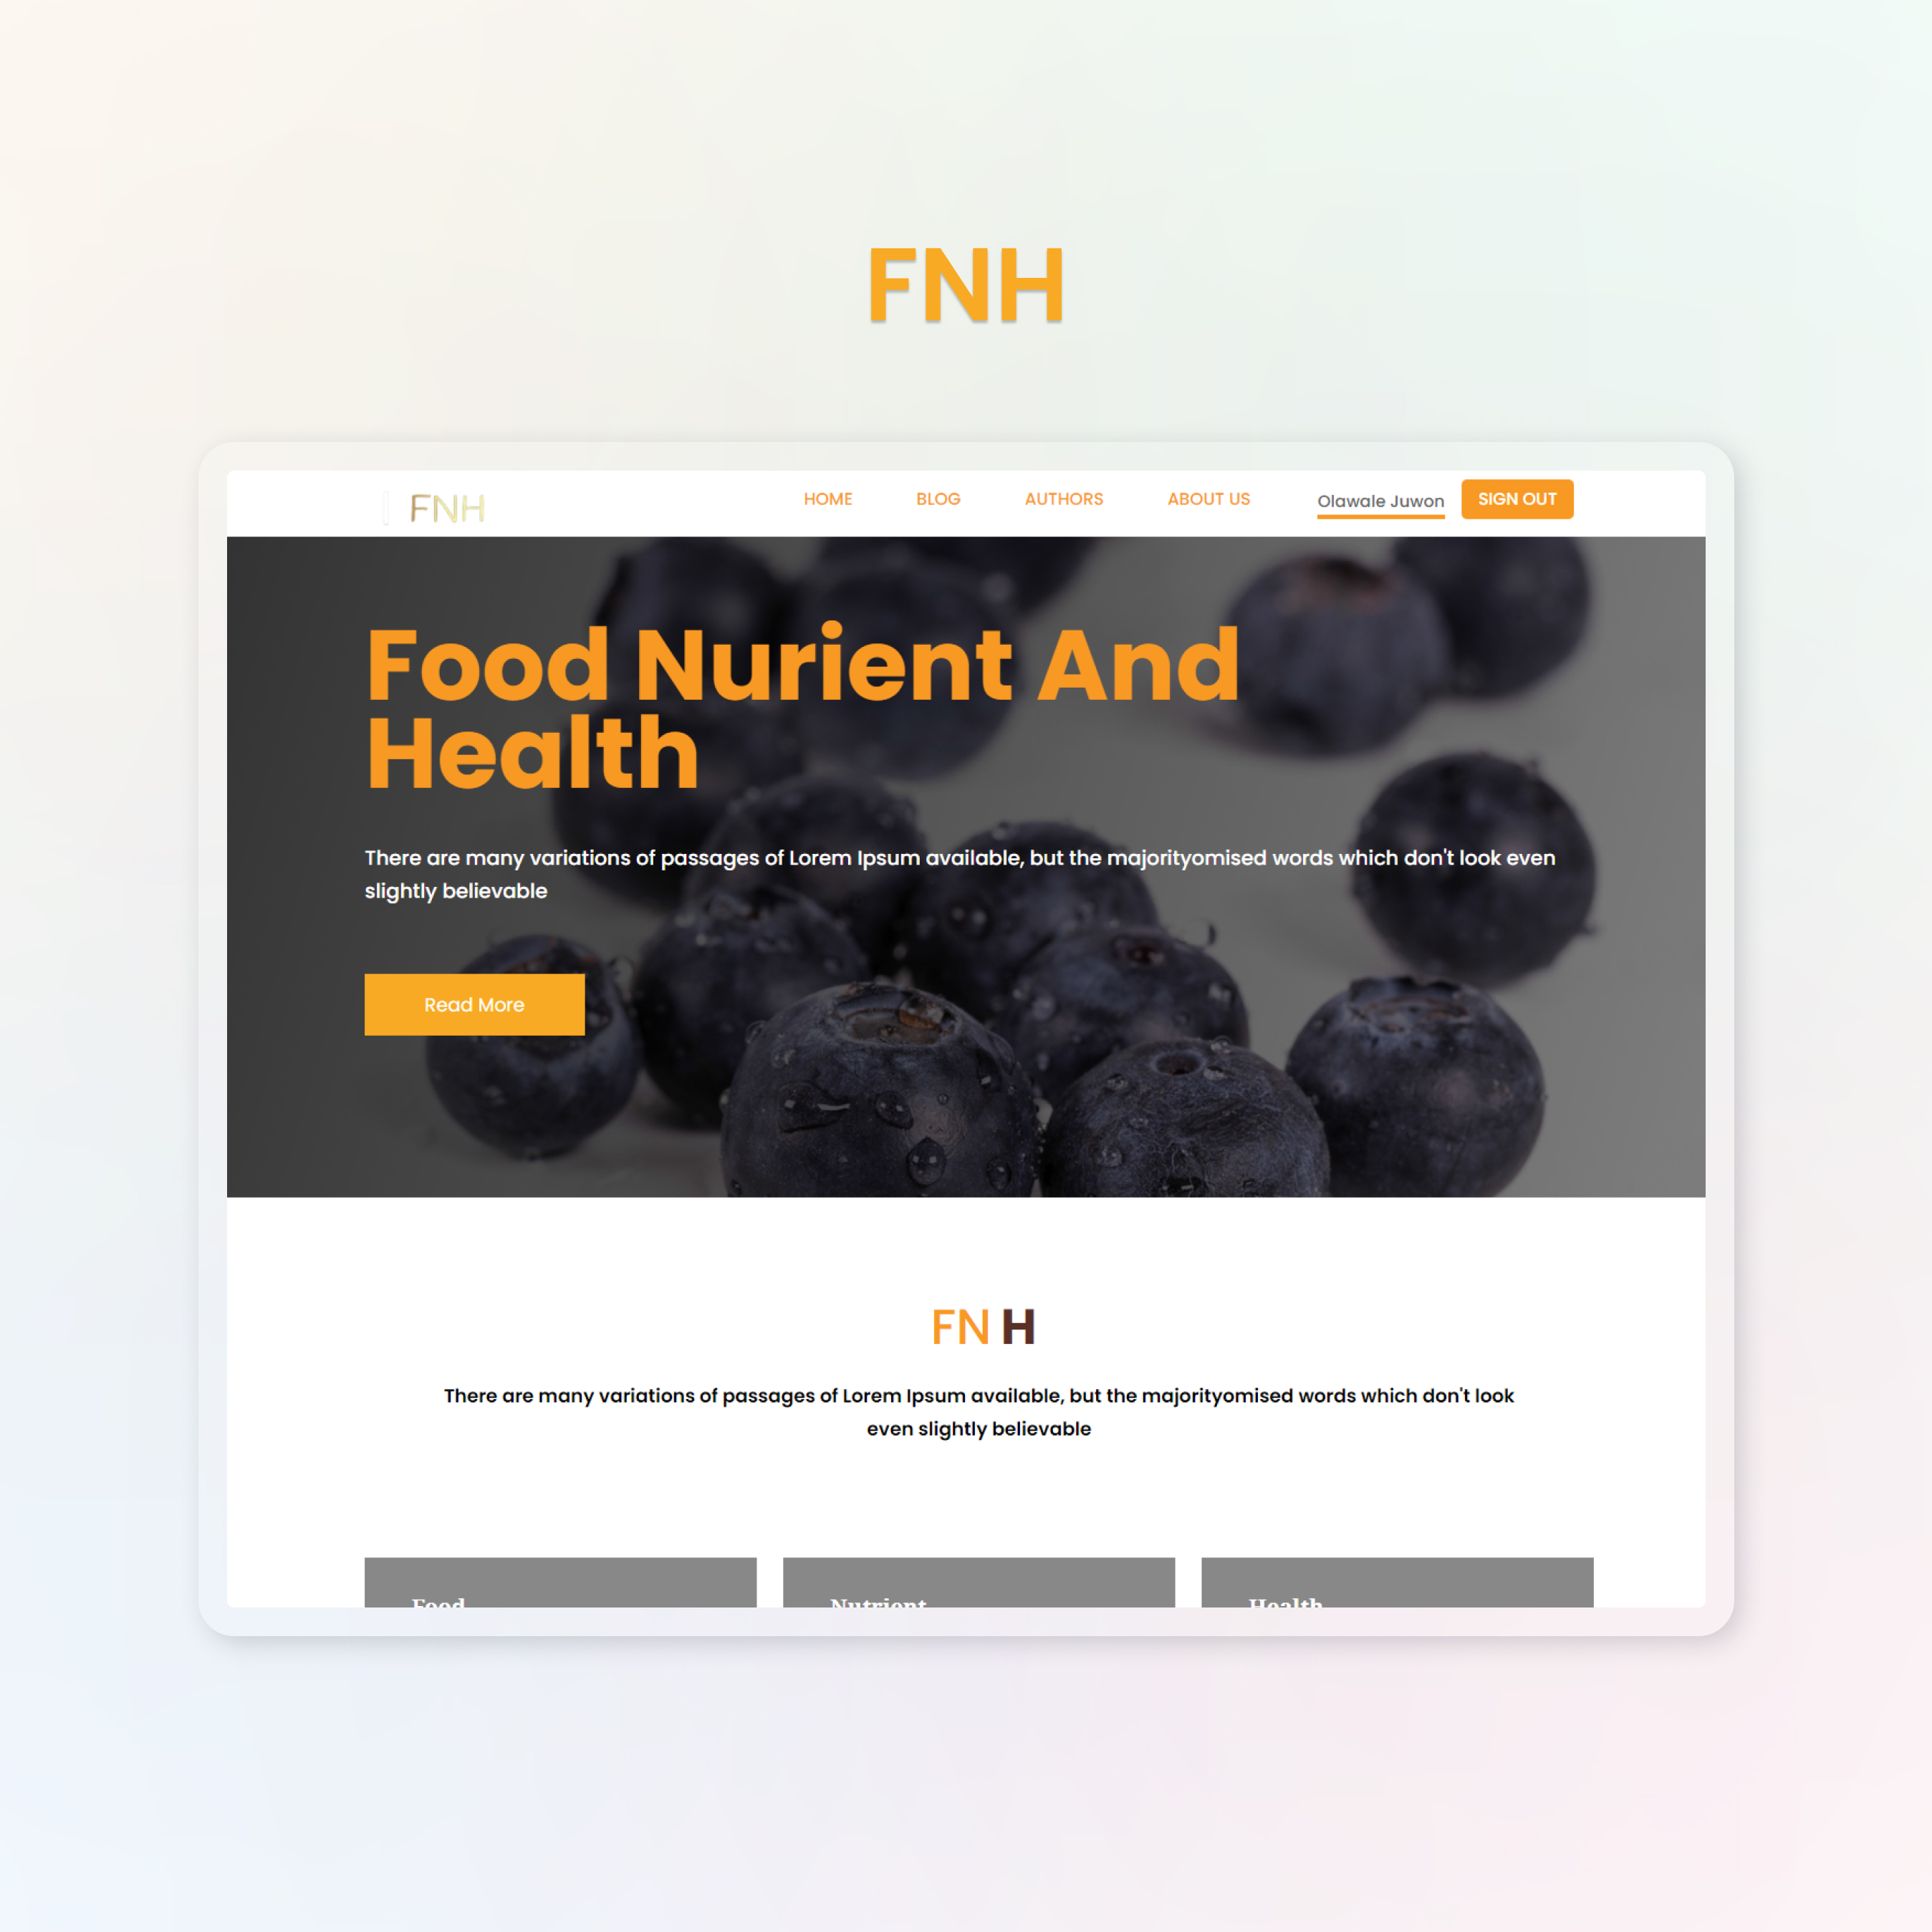 FNH
FNH HOME BLOG AUTHORS ABOUT US Olawale Juwon SIGN OUT
Food Nurient And
Health
There are many variations of passages of Lorem Ipsum available, but the majorityomised words which don't look even
slightly believable
Read More
FN H
There are many variations of passages of Lorem Ipsum available, but the majorityomised words which don't look
even slightly believable
Food Nutrient Health